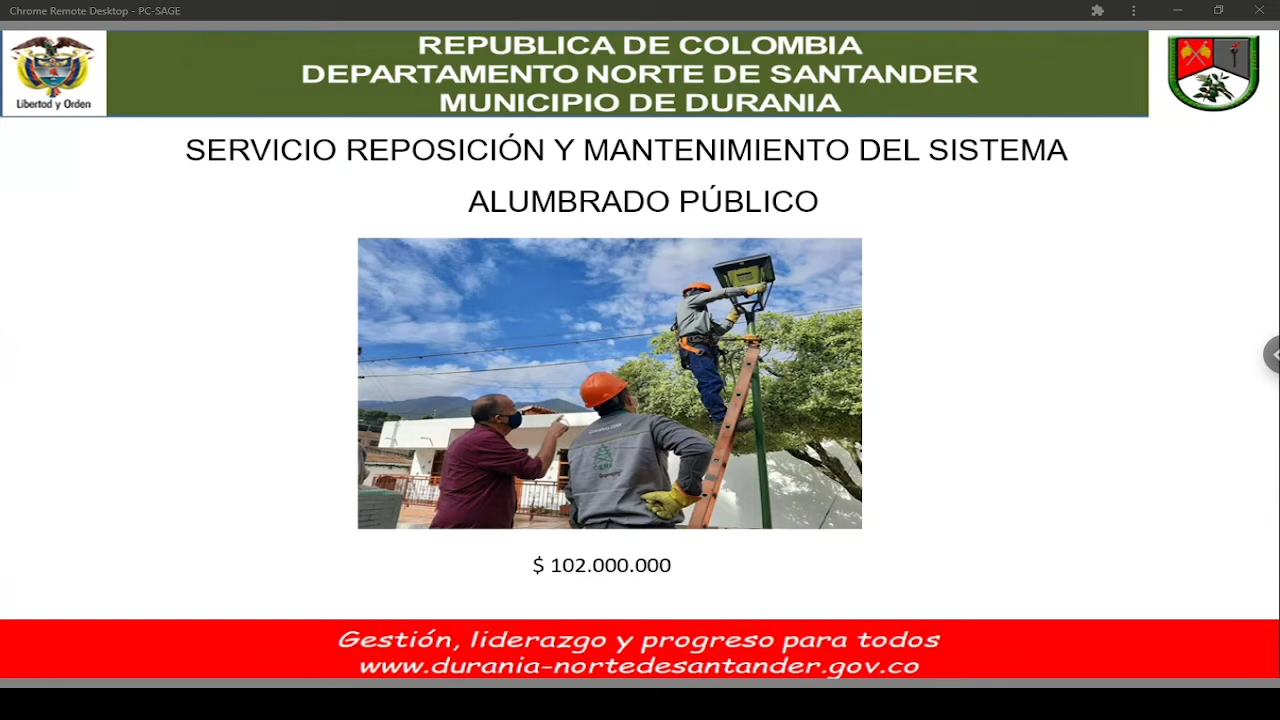 Chrome Remote Desktop - PC-SAGE
REPUBLICA DE COLOMBIA
DEPARTAMENTO NORTE DE SANTANDER
MUNICIPIO DE DURANIA
Libertad y Orden
SERVICIO REPOSICIÓN Y MANTENIMIENTO DEL SISTEMA
ALUMBRADO PÚBLICO
$ 102.000.000
Gestión, liderazgo y progreso para todos
www.durania-nortedesantander.gov.co